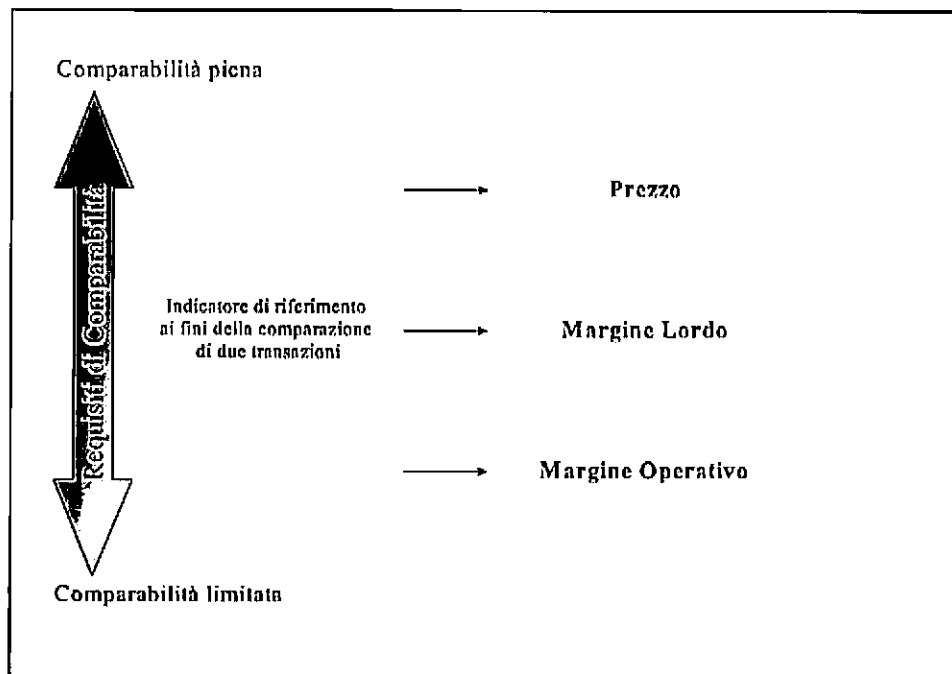 Comparabilità piena
Requisiti di Comparabilità
Prezzo
Indicatore di riferimento
ai fini della comparazione
di due transazioni
Margine Lordo
Margine Operativo
Comparabilità limitata